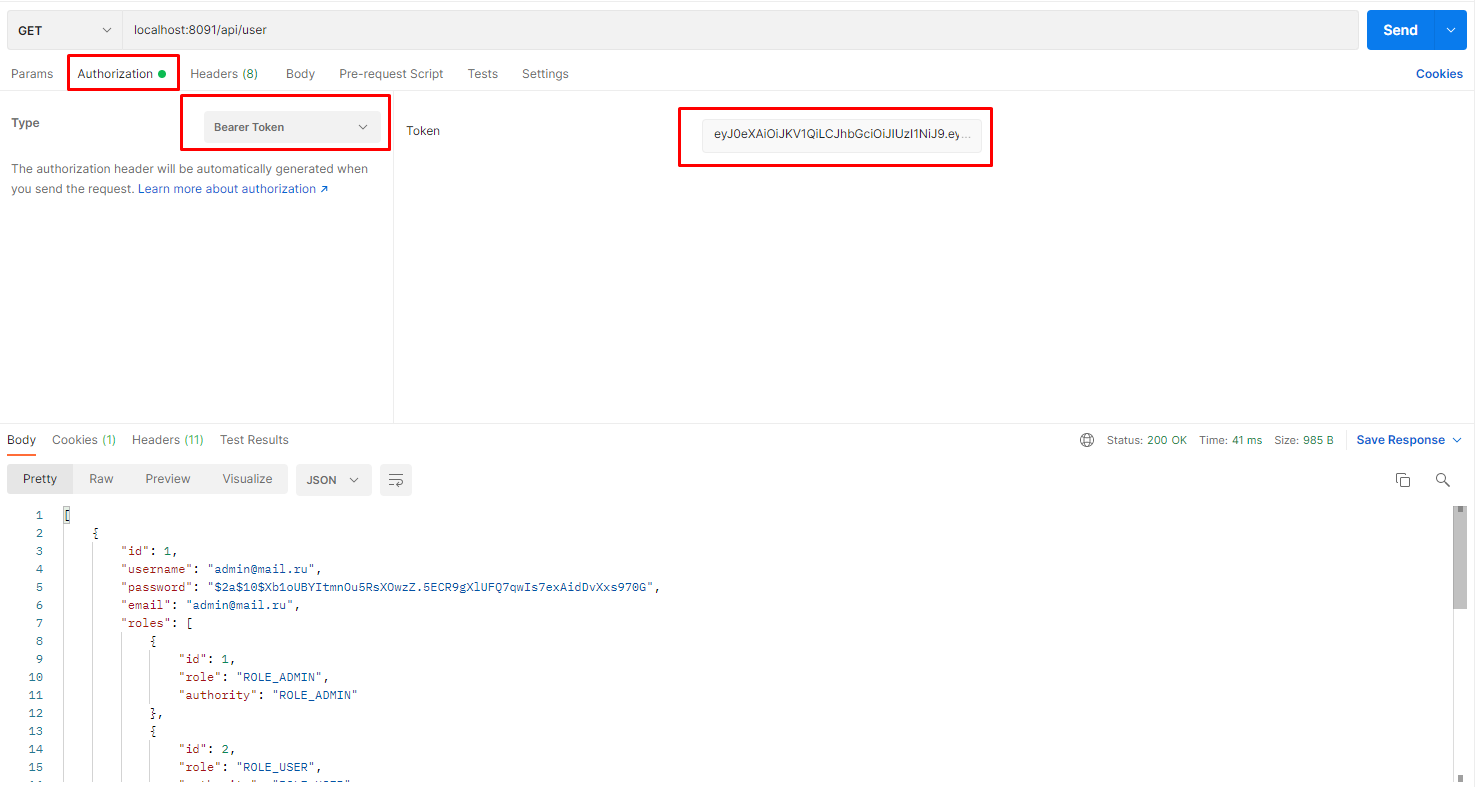 GET localhost:8091/api/user Send
Params Authorization Headers (8) Body Pre-request Script Tests Settings Cookies
Type Bearer Token
The authorization header will be automatically generated when
you send the request. Learn more about authorization ↗
Token eyJ0eXAiOiJKV1QiLCJhbGciOiJIUzI1NiJ9.ey...
Body Cookies (1) Headers (11) Test Results Status: 200 OK Time: 41 ms Size: 985 B Save Response
Pretty Raw Preview Visualize JSON
1 [
2 {
3 "id": 1,
4 "username": "admin@mail.ru",
5 "password": "$2a$10$Xb1oUBYItmnOu5RsXOwzZ.5ECR9gXlUFQ7qwIs7exAidDvXxs970G",
6 "email": "admin@mail.ru",
7 "roles": [
8 {
9 "id": 1,
10 "role": "ROLE_ADMIN",
11 "authority": "ROLE_ADMIN"
12 },
13 {
14 "id": 2,
15 "role": "ROLE_USER",